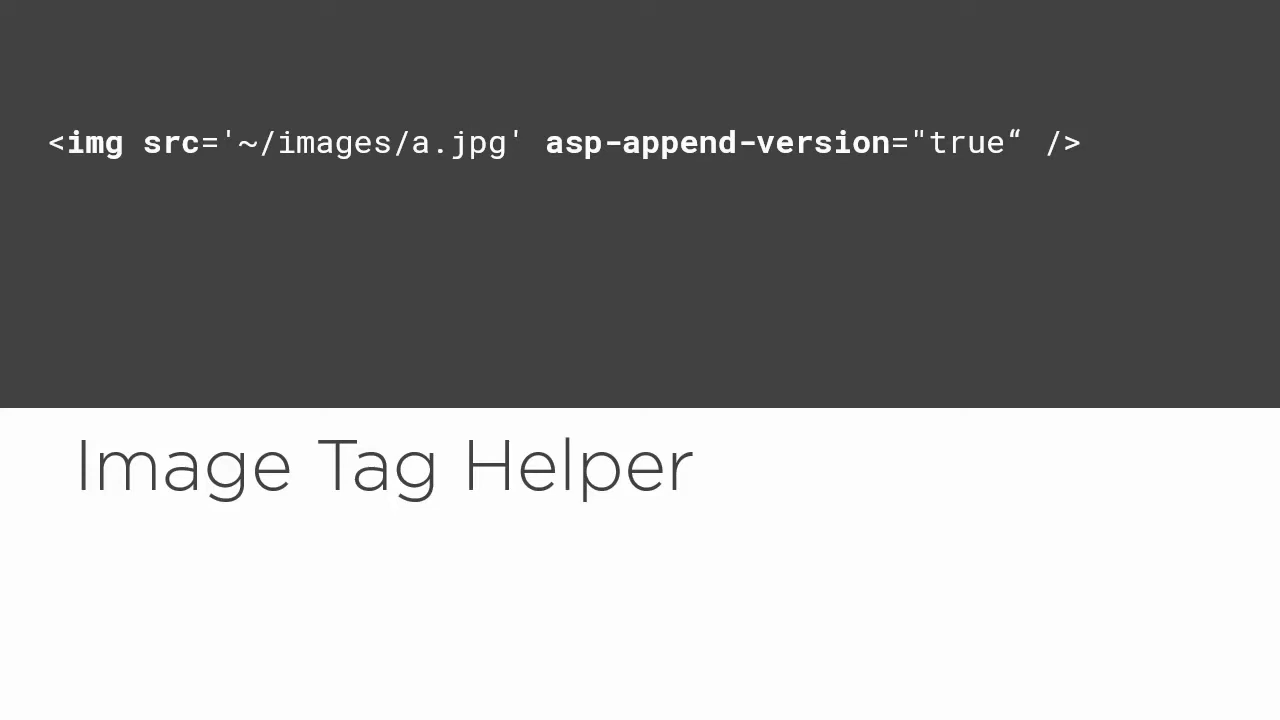 <img src='~/images/a.jpg' asp-append-version="true“ />
Image Tag Helper